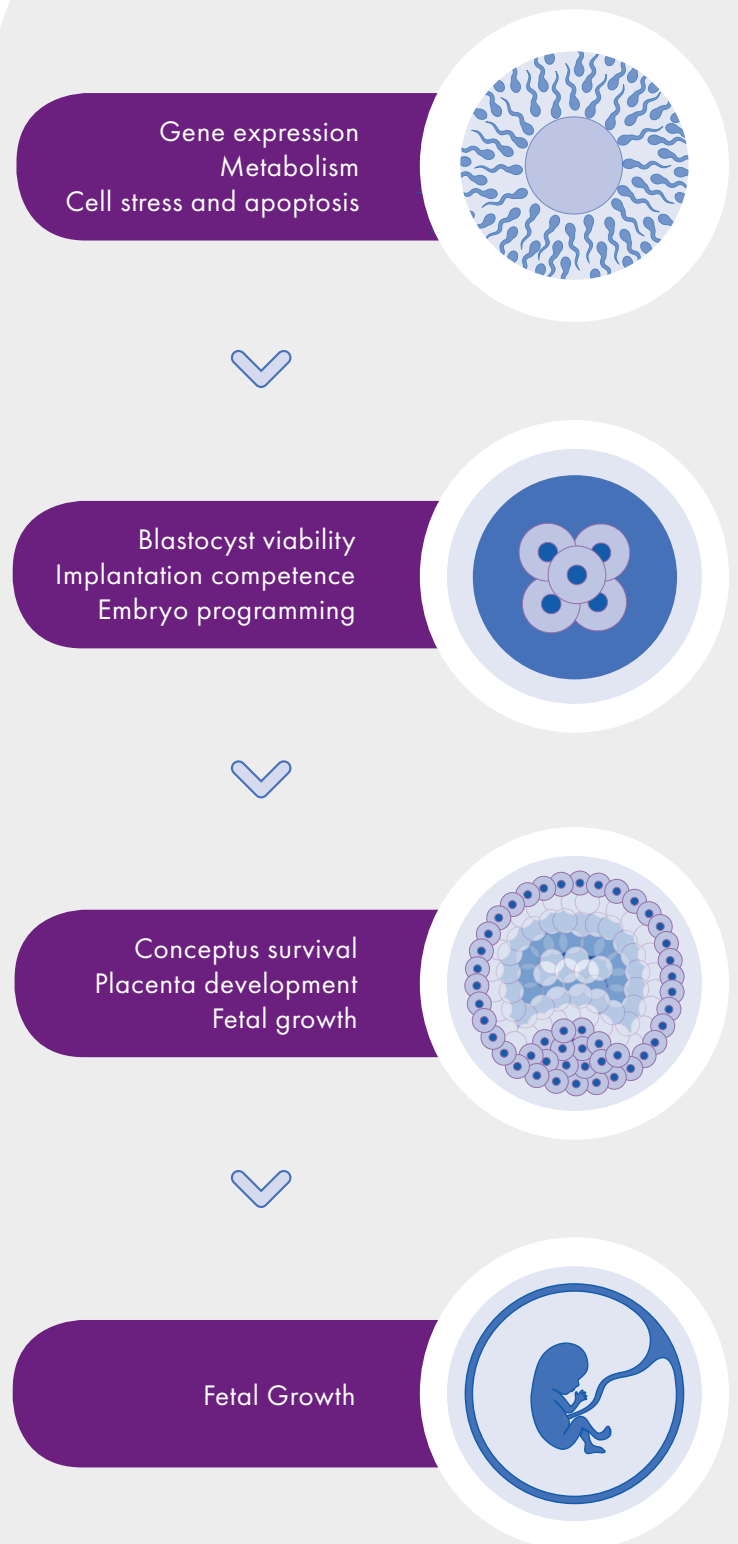 Gene expression
Metabolism
Cell stress and apoptosis
Blastocyst viability
Implantation competence
Embryo programming
Conceptus survival
Placenta development
Fetal growth
Fetal Growth